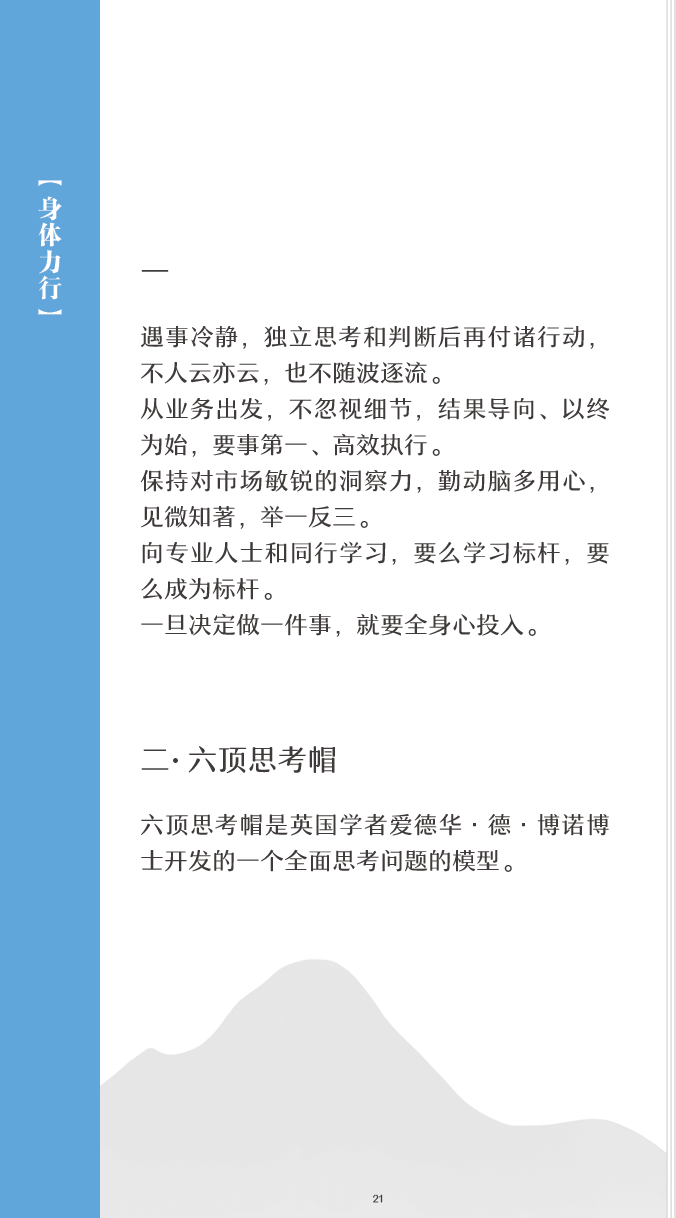 【身体力行】
一
遇事冷静，独立思考和判断后再付诸行动，
不人云亦云，也不随波逐流。
从业务出发，不忽视细节，结果导向、以终
为始，要事第一、高效执行。
保持对市场敏锐的洞察力，勤动脑多用心，
见微知著，举一反三。
向专业人士和同行学习，要么学习标杆，要
么成为标杆。
一旦决定做一件事，就要全身心投入。
二·六顶思考帽
六顶思考帽是英国学者爱德华·德·博诺博
士开发的一个全面思考问题的模型。
21